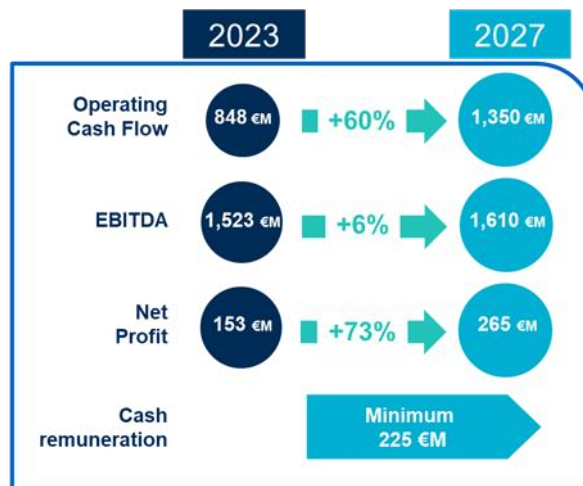 2023
2027
Operating
Cash Flow
848 €M
+60%
1,350 €M
EBITDA
1,523 €M
+6%
1,610 €M
Net
Profit
153 €M
+73%
265 €M
Cash
remuneration
Minimum
225 €M